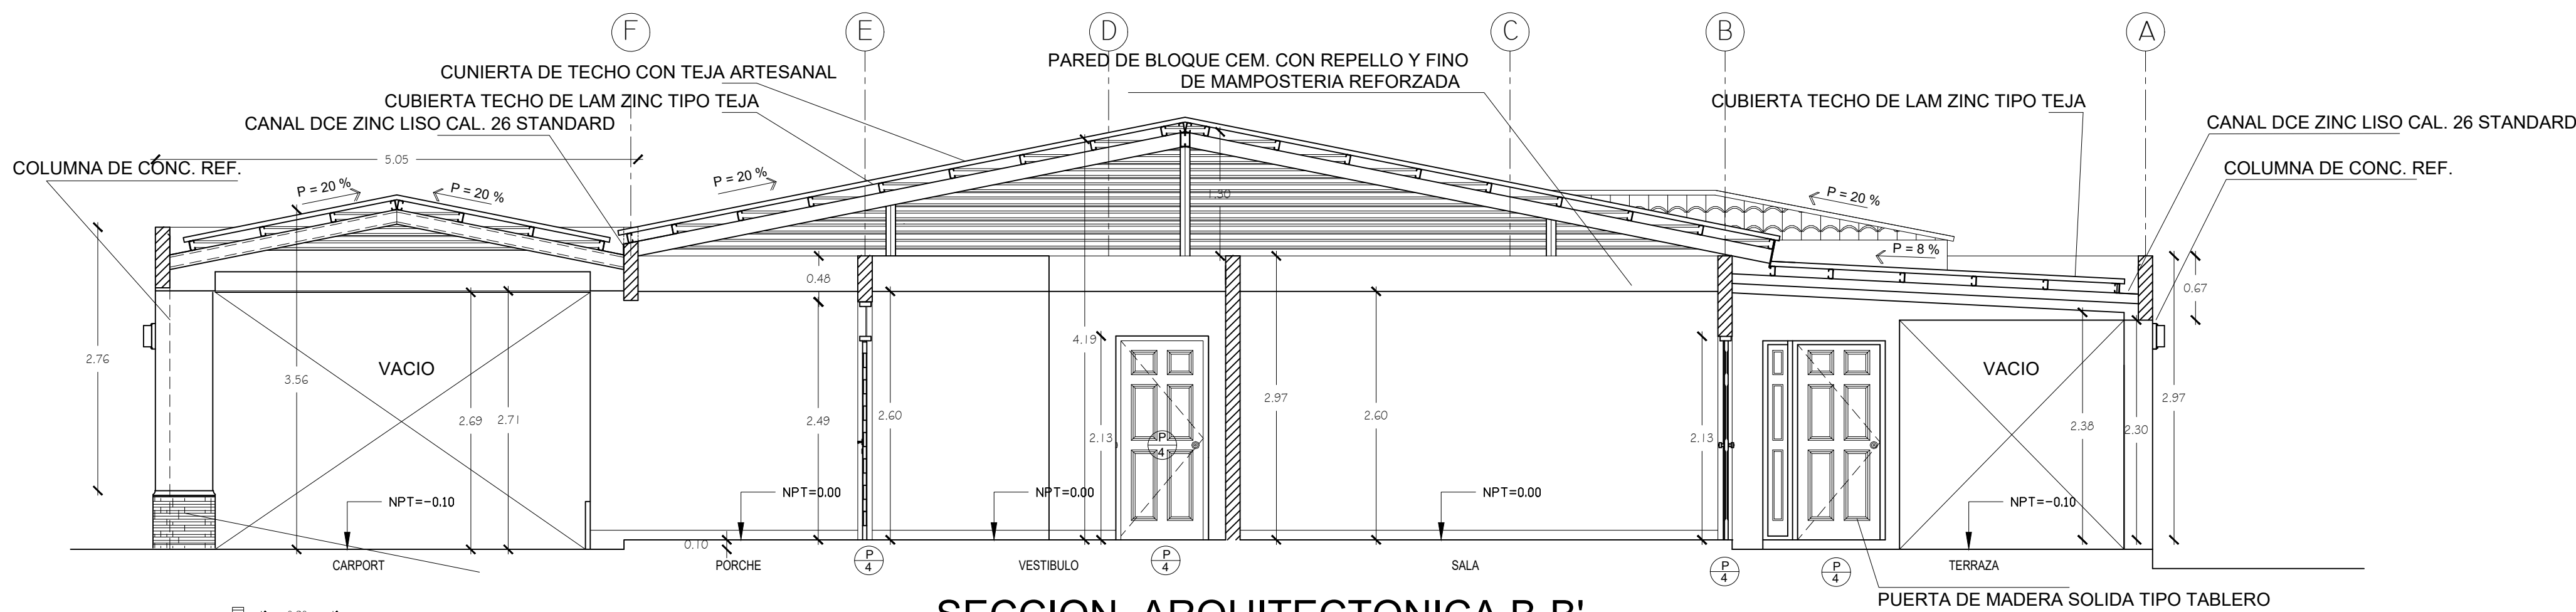 F
E
D
C
B
A
CUNIERTA DE TECHO CON TEJA ARTESANAL
CUBIERTA TECHO DE LAM ZINC TIPO TEJA
CANAL DCE ZINC LISO CAL. 26 STANDARD
COLUMNA DE CONC. REF.
PARED DE BLOQUE CEM. CON REPELLO Y FINO
DE MAMPOSTERIA REFORZADA
CUBIERTA TECHO DE LAM ZINC TIPO TEJA
CANAL DCE ZINC LISO CAL. 26 STANDARD
COLUMNA DE CONC. REF.
5.05
P = 20 %
P = 20 %
P = 20 %
1.30
P = 20 %
P = 8 %
0.48
0.67
2.76
3.56
VACIO
2.69
2.71
2.49
2.60
4.19
2.13
P
4
2.97
2.60
2.13
VACIO
2.38
2.30
2.97
NPT=-0.10
NPT=0.00
NPT=0.00
NPT=0.00
NPT=-0.10
0.10
CARPORT
PORCHE
P
4
VESTIBULO
P
4
SALA
P
4
P
4
TERRAZA
PUERTA DE MADERA SOLIDA TIPO TABLERO
SECCION ARQUITECTONICA B-B'